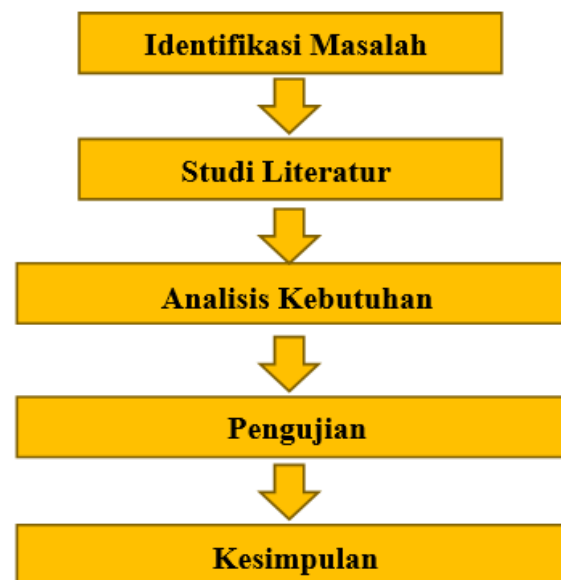 Identifikasi Masalah
Studi Literatur
Analisis Kebutuhan
Pengujian
Kesimpulan